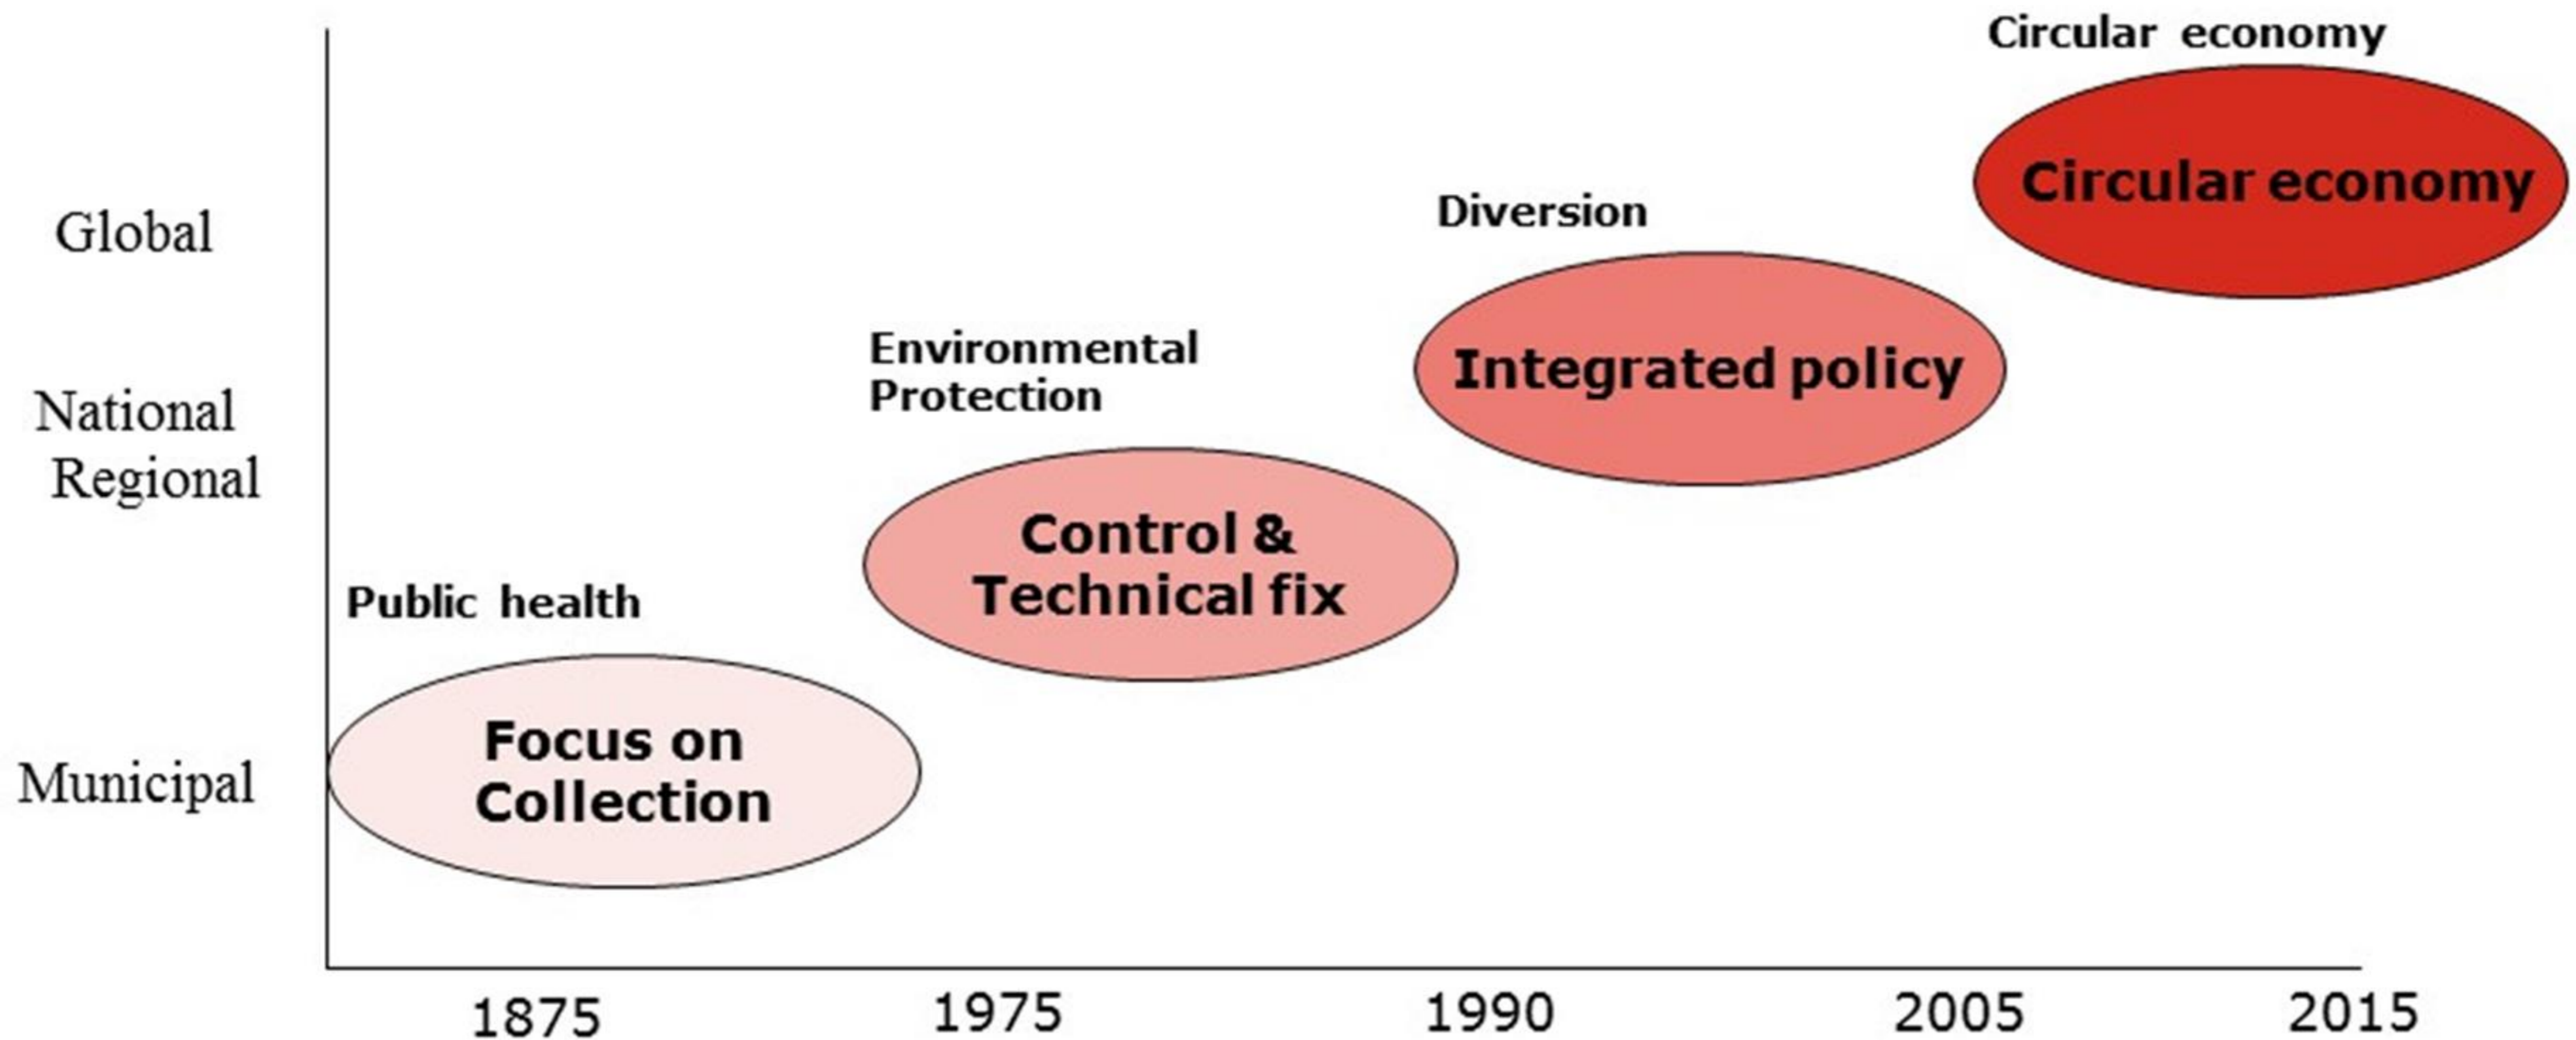 Circular economy
Circular economy
Global
Diversion
Integrated policy
National
Regional
Environmental
Protection
Control &
Technical fix
Public health
Municipal
Focus on
Collection
1875
1975
1990
2005
2015